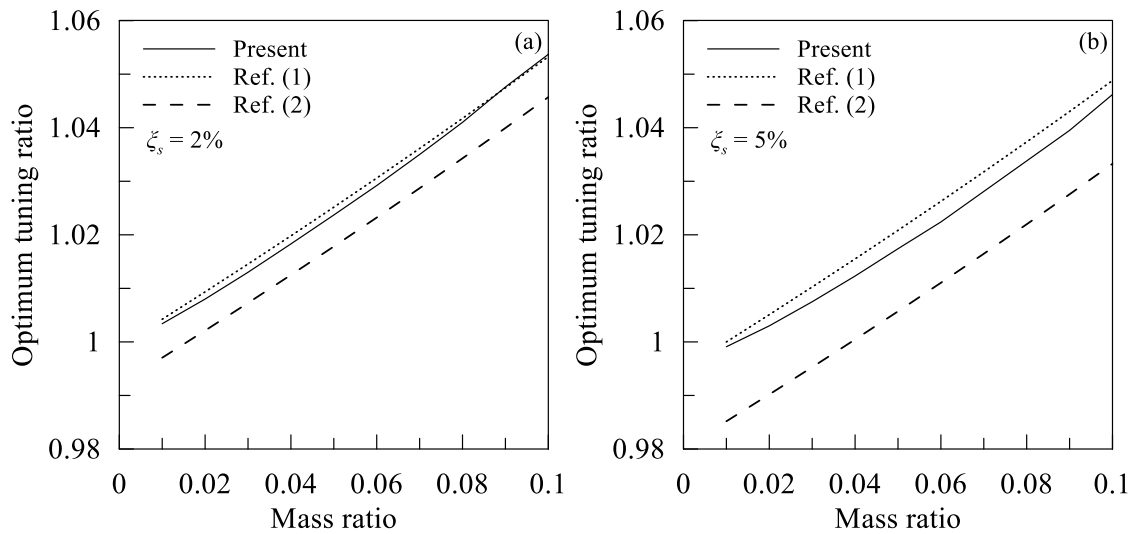 1.06
1.04
1.02
1
0.98
Optimum tuning ratio
Present
Ref. (1)
Ref. (2)
ξs = 2%
(a)
0
0.02
0.04
0.06
0.08
0.1
Mass ratio
1.06
1.04
1.02
1
0.98
Optimum tuning ratio
Present
Ref. (1)
Ref. (2)
ξs = 5%
(b)
0
0.02
0.04
0.06
0.08
0.1
Mass ratio